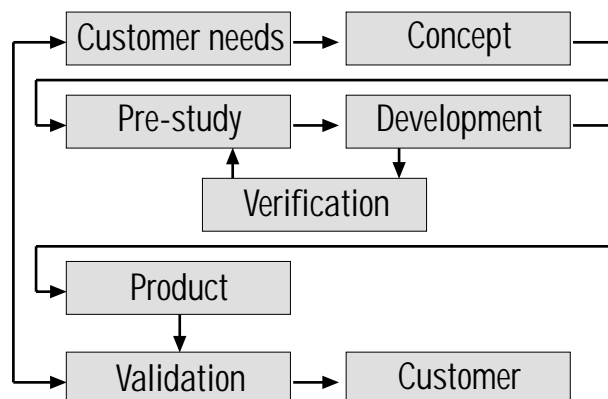 Customer needs
Concept
Pre-study
Development
Verification
Product
Validation
Customer